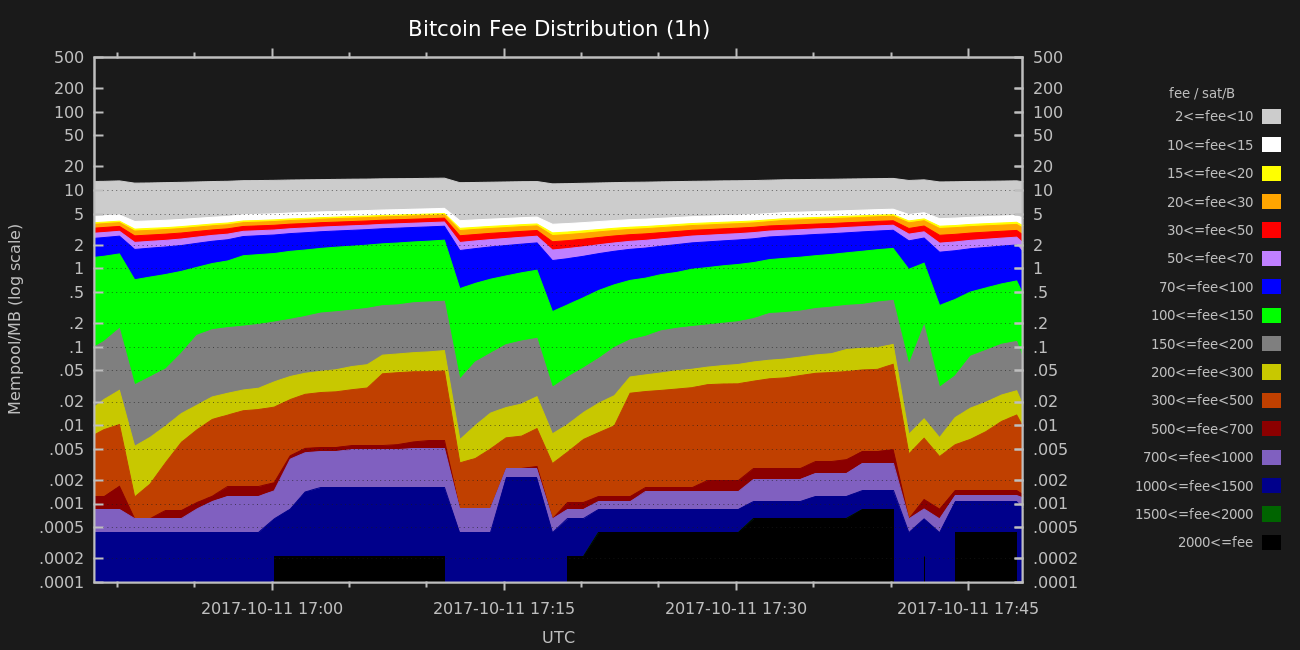 Bitcoin Fee Distribution (1h)
500
200
100
50
20
10
5
2
1
.5
.2
.1
.05
.02
.01
.005
.002
.001
.0005
.0002
.0001
Mempool/MB (log scale)
500
200
100
50
20
10
5
2
1
.5
.2
.1
.05
.02
.01
.005
.002
.001
.0005
.0002
.0001
2017-10-11 17:00
2017-10-11 17:15
2017-10-11 17:30
2017-10-11 17:45
UTC
fee / sat/B
2<=fee<10
10<=fee<15
15<=fee<20
20<=fee<30
30<=fee<50
50<=fee<70
70<=fee<100
100<=fee<150
150<=fee<200
200<=fee<300
300<=fee<500
500<=fee<700
700<=fee<1000
1000<=fee<1500
1500<=fee<2000
2000<=fee